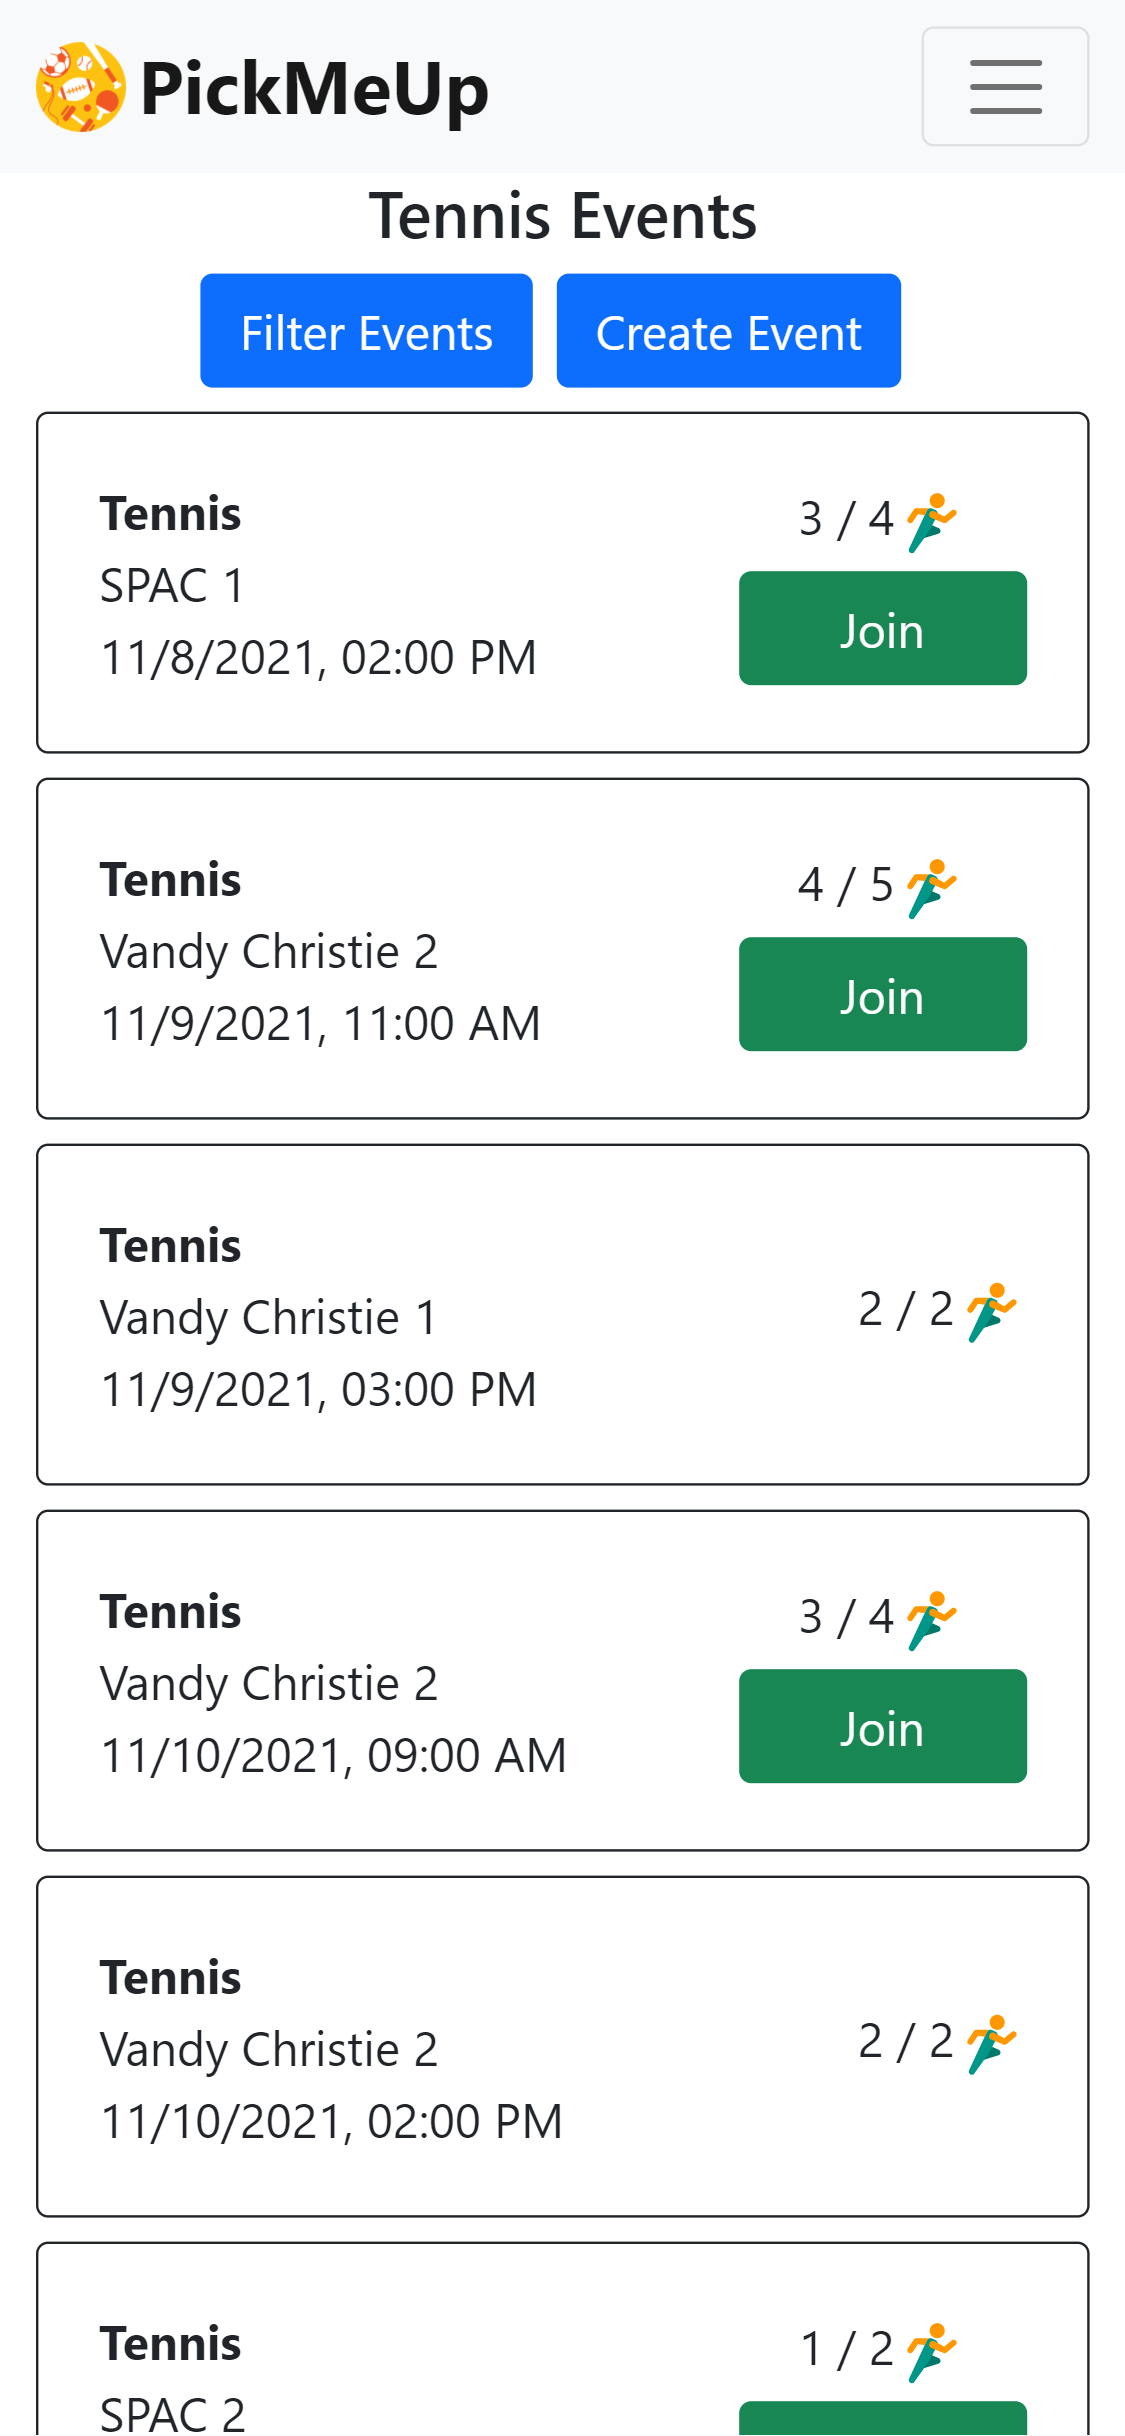 PickMeUp
Tennis Events
Filter Events
Create Event
Tennis
SPAC 1
11/8/2021, 02:00 PM
3 / 4
Join
Tennis
Vandy Christie 2
11/9/2021, 11:00 AM
4 / 5
Join
Tennis
Vandy Christie 1
11/9/2021, 03:00 PM
2 / 2
Tennis
Vandy Christie 2
11/10/2021, 09:00 AM
3 / 4
Join
Tennis
Vandy Christie 2
11/10/2021, 02:00 PM
2 / 2
Tennis
SPAC 2
1 / 2